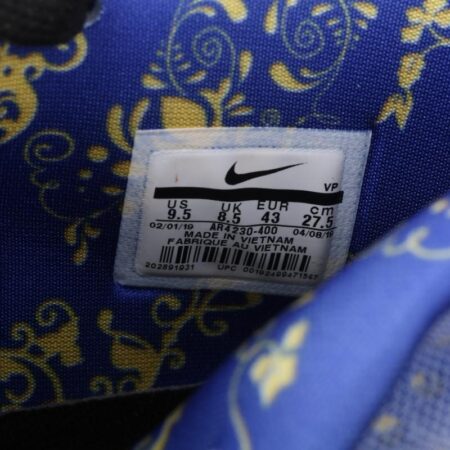 VP
US UK EUR cm
9.5 8.5 43 27.5
02/01/19 AR4230-400 04/08/19
MADE IN VIETNAM
FABRIQUE AU VIETNAM
202891931 UPC